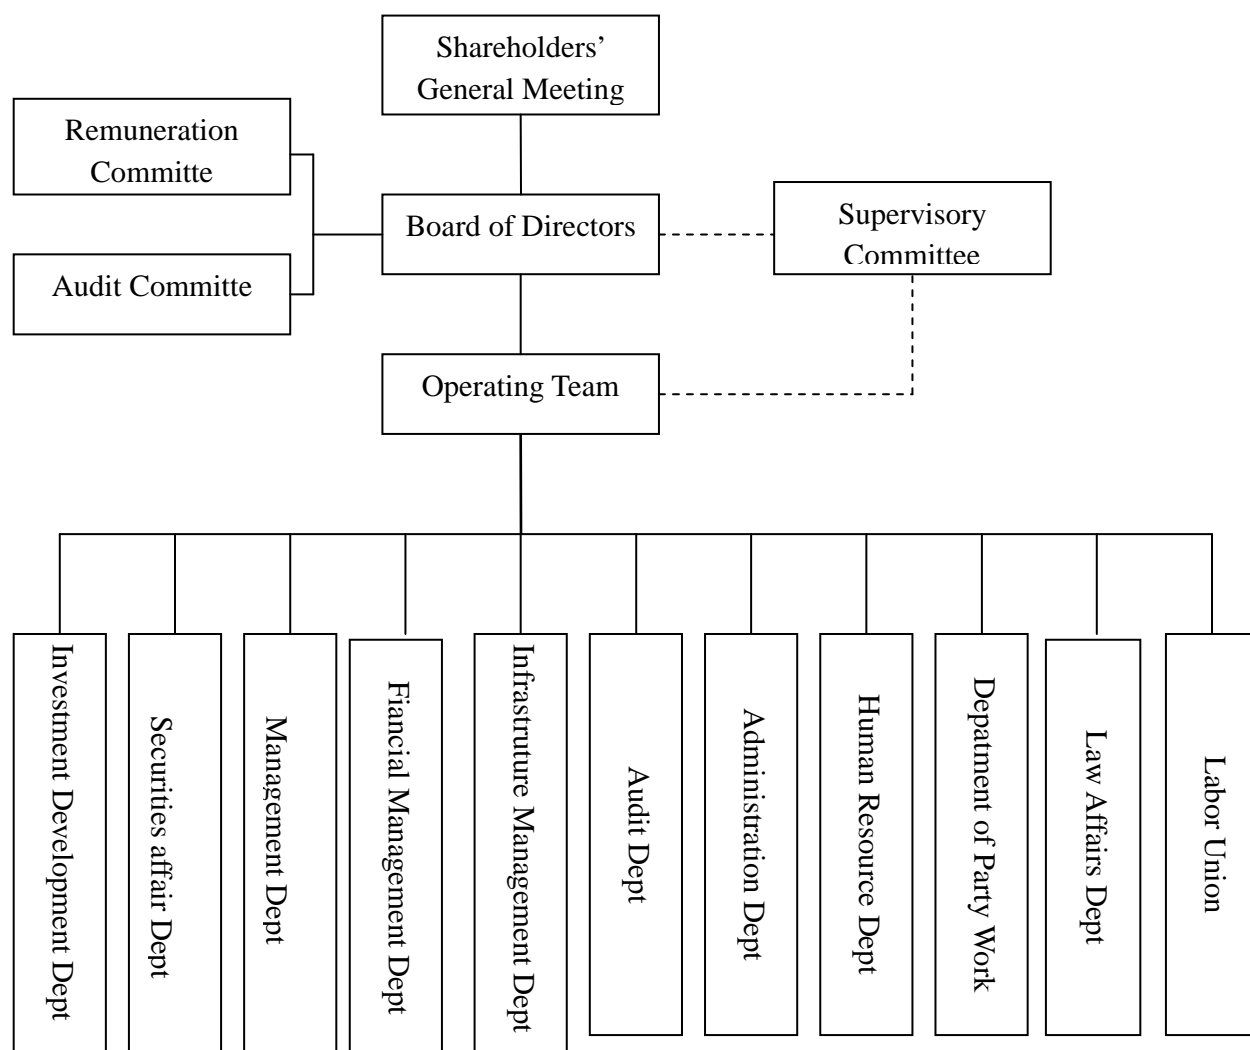 Shareholders’
General Meeting
Remuneration
Committe
Board of Directors
Supervisory
Committee
Audit Committe
Operating Team
Investment Development Dept
Securities affair Dept
Management Dept
Fiancial Management Dept
Infrastruture Management Dept
Audit Dept
Administration Dept
Human Resource Dept
Depatment of Party Work
Law Affairs Dept
Labor Union